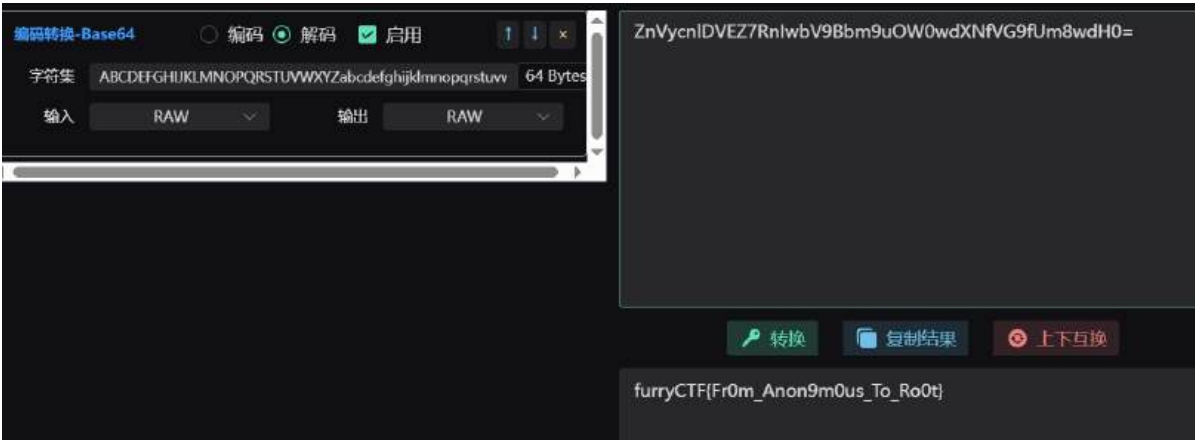 编码转换-Base64 编码 解码 启用 ↑ ↓ ×
字符集 ABCDEFGHIJKLMNOPQRSTUVWXYZabcdefghijklmnopqrstuv 64 Bytes
输入 RAW 输出 RAW
ZnVycnlDVEZ7RnIwbV9Bbm9uOW0wdXNfVG9fUm8wdH0=
转换 复制结果 上下互换
furryCTF{Fr0m_Anon9m0us_To_Ro0t}